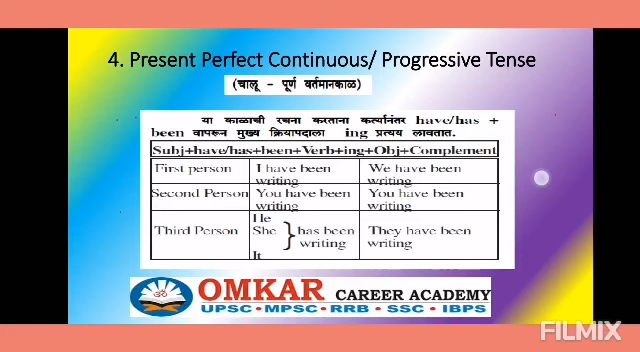 4. Present Perfect Continuous/ Progressive Tense
(चालू - पूर्ण वर्तमानकाळ)
या काळाची रचना करताना कर्त्यानंतर have/has +
been वापरून मुख्य क्रियापदाला ing प्रत्यय लावतात.
Subj+have/has+been+Verb+ing+Obj+Complement
First person I have been writing We have been writing
Second Person You have been writing You have been writing
Third Person He She It } has been writing They have been writing
OMKAR CAREER ACADEMY
UPSC • MPSC • RRB • SSC • IBPS
FILMIX